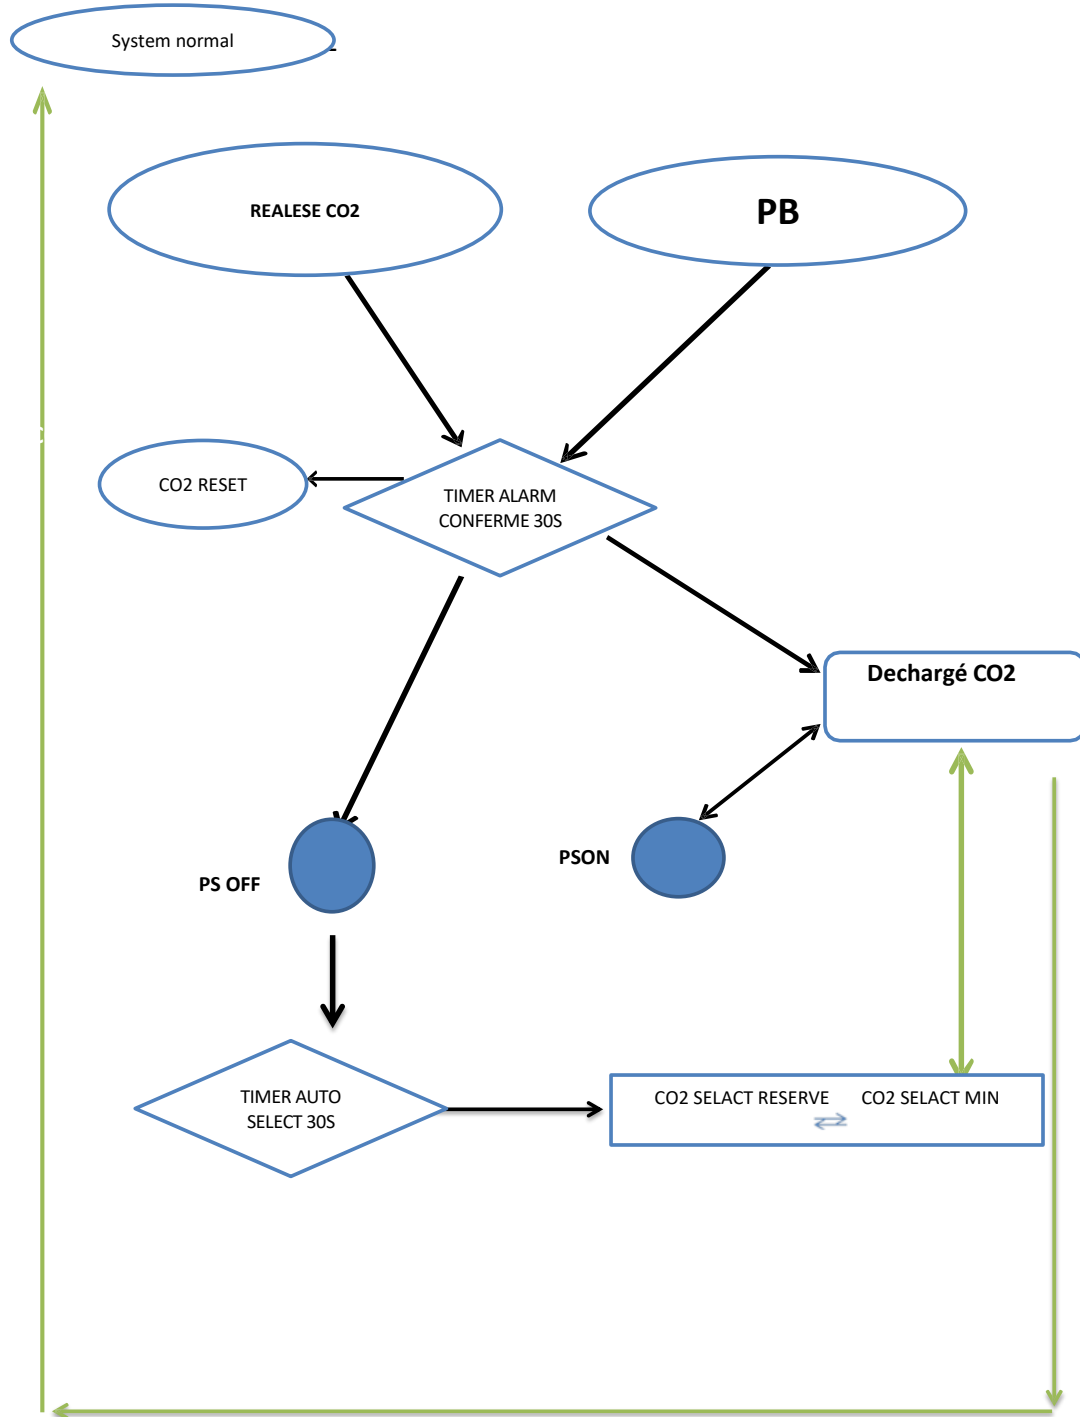 System normal
REALESE CO2
PB
CO2 RESET
TIMER ALARM
CONFERME 30S
Dechargé CO2
PSON
PS OFF
TIMER AUTO
SELECT 30S
CO2 SELACT RESERVE CO2 SELACT MIN